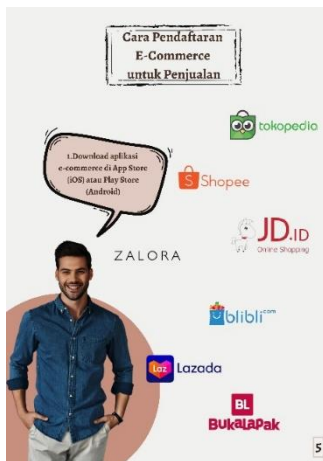 Cara Pendaftaran
E-Commerce
untuk Penjualan
tokopedia
1.Download aplikasi
e-commerce di App Store
(iOS) atau Play Store
(Android)
Shopee
JD.ID
Online Shopping
ZALORA
blibli.com
Laz Lazada
BL
BukaLapak
5